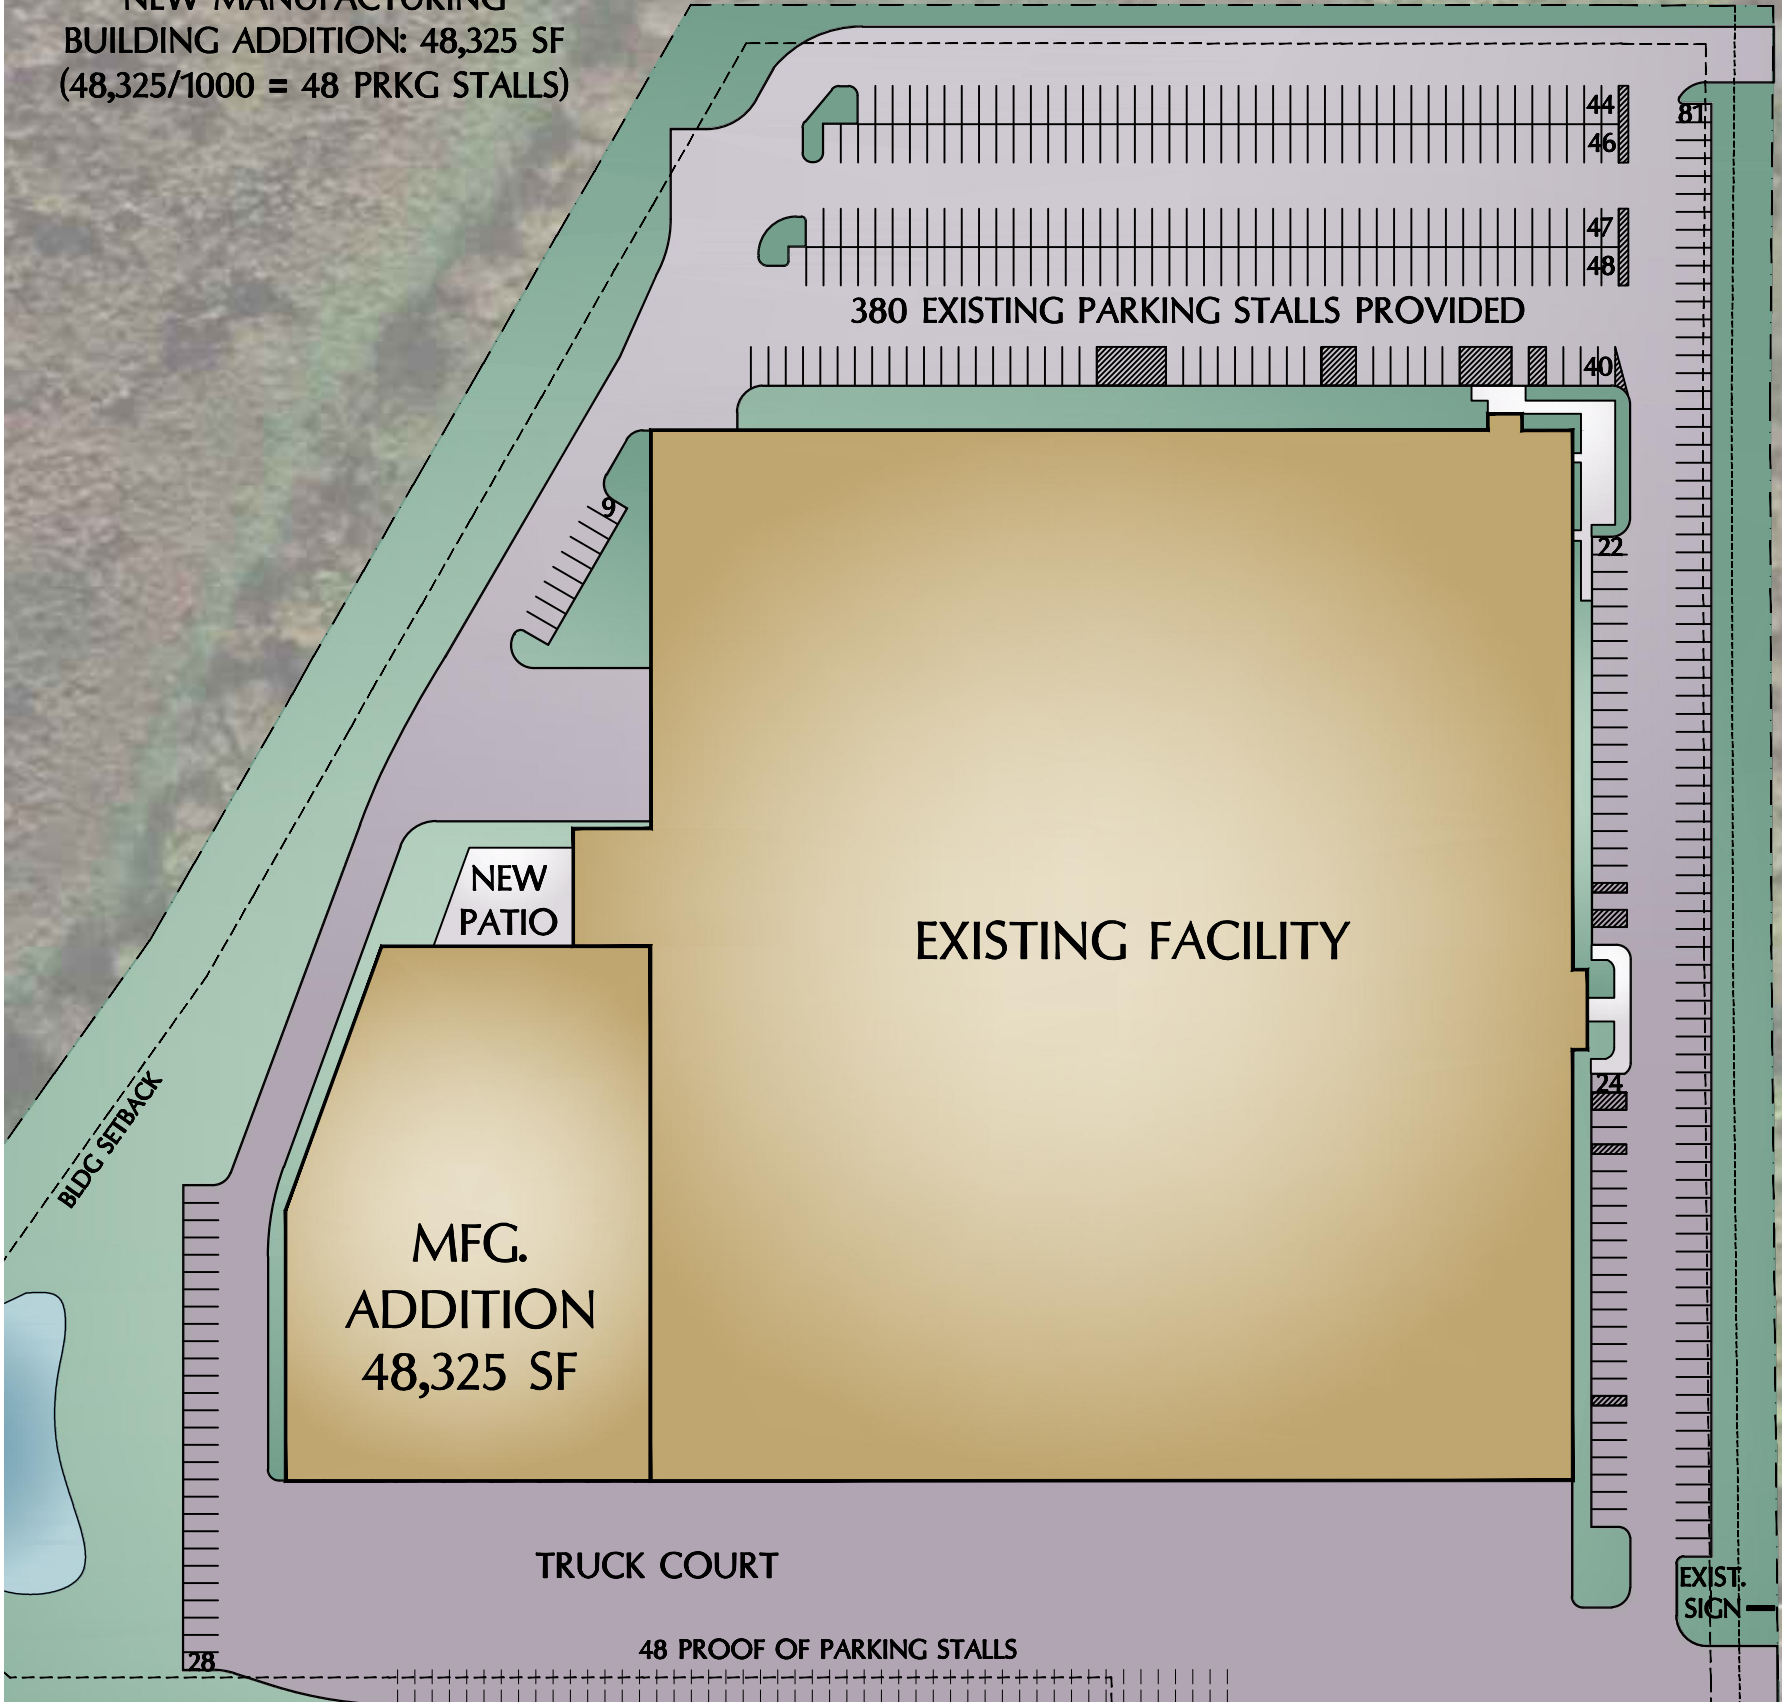 NEW MANUFACTURING
BUILDING ADDITION: 48,325 SF
(48,325/1000 = 48 PRKG STALLS)
44
81
46
47
48
380 EXISTING PARKING STALLS PROVIDED
40
9
22
NEW
PATIO
EXISTING FACILITY
BLDG SETBACK
24
MFG.
ADDITION
48,325 SF
TRUCK COURT
EXIST.
SIGN
48 PROOF OF PARKING STALLS
28